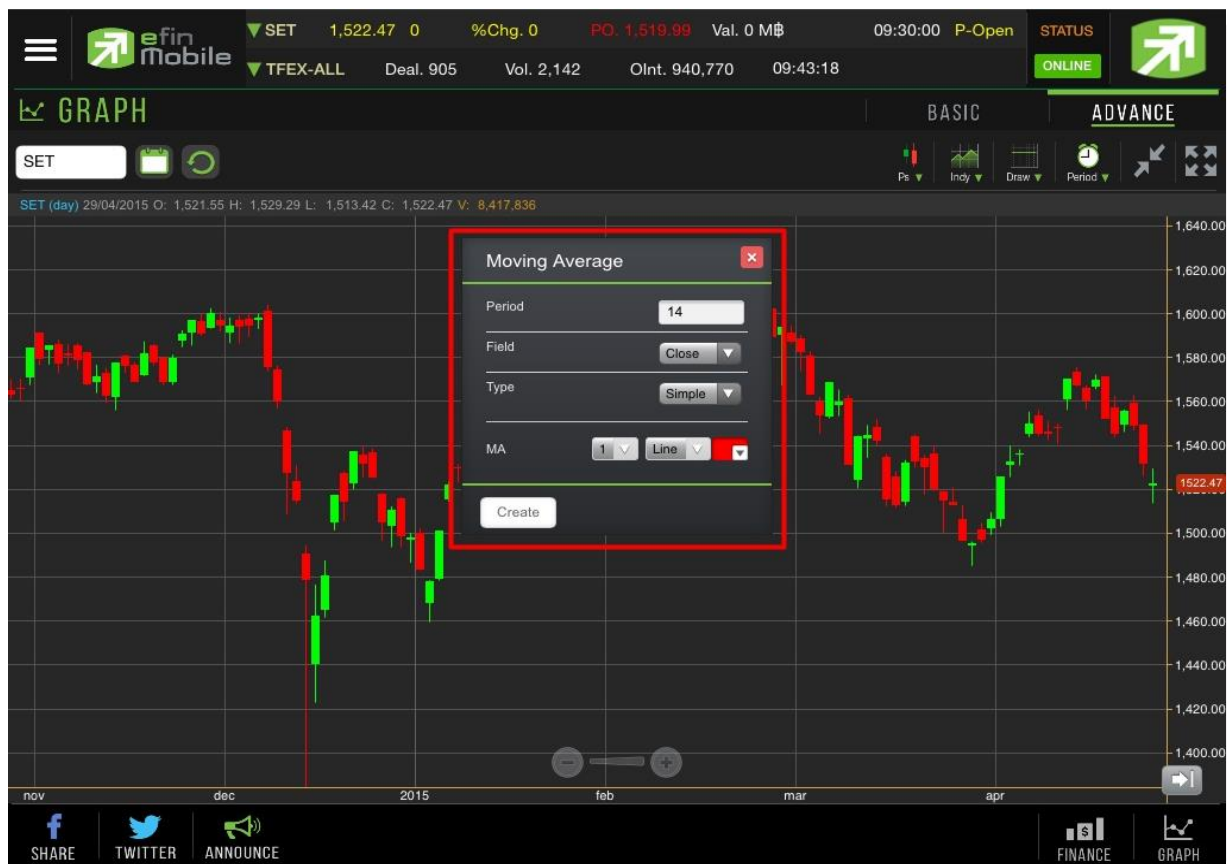 SET 1,522.47 0 %Chg. 0 PO. 1,519.99 Val. 0 M฿ 09:30:00 P-Open STATUS
efin Mobile
TFEX-ALL Deal. 905 Vol. 2,142 OInt. 940,770 09:43:18 ONLINE
GRAPH BASIC ADVANCE
SET Ps Indy Draw Period
SET (day) 29/04/2015 O: 1,521.55 H: 1,529.29 L: 1,513.42 C: 1,522.47 V: 8,417,836
Moving Average
Period 14
Field Close
Type Simple
MA 1 Line
Create
1,640.00
1,620.00
1,600.00
1,580.00
1,560.00
1,540.00
1522.47
1,500.00
1,480.00
1,460.00
1,440.00
1,420.00
1,400.00
nov dec 2015 feb mar apr
SHARE TWITTER ANNOUNCE FINANCE GRAPH